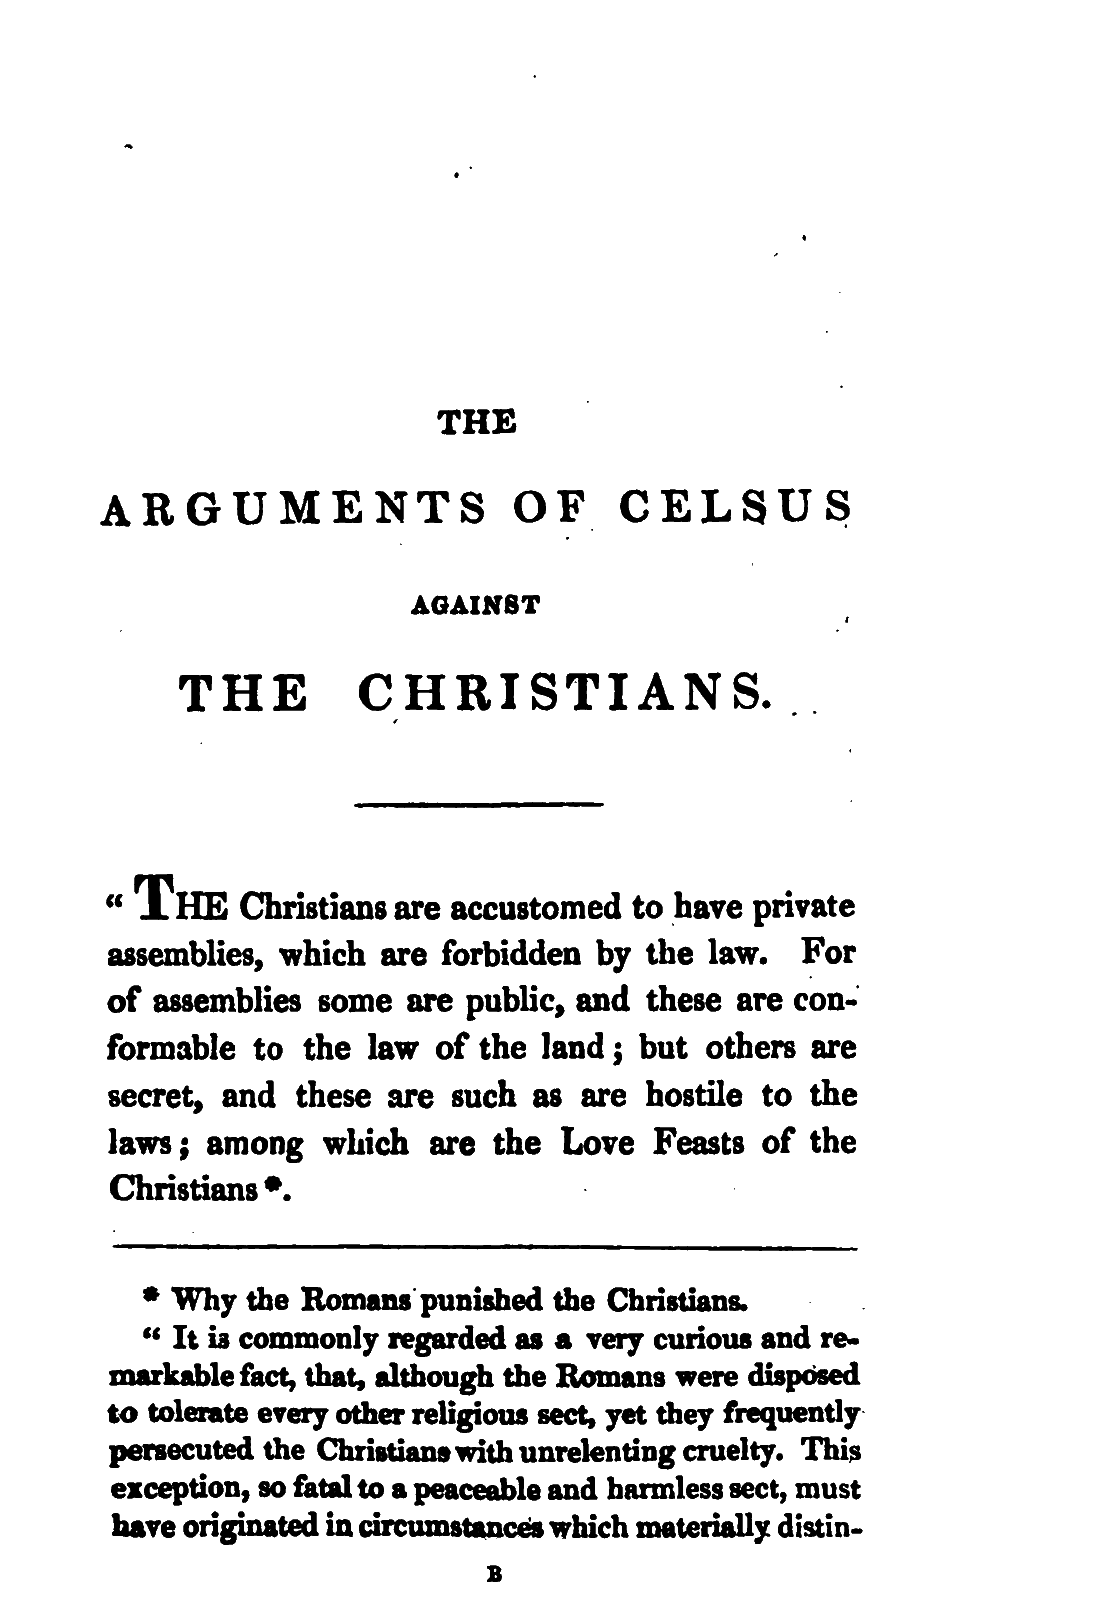 THE
ARGUMENTS OF CELSUS
AGAINST
THE CHRISTIANS.
“ THE Christians are accustomed to have private
assemblies, which are forbidden by the law. For
of assemblies some are public, and these are con-
formable to the law of the land; but others are
secret, and these are such as are hostile to the
laws; among which are the Love Feasts of the
Christians *.
* Why the Romans punished the Christians.
“ It is commonly regarded as a very curious and re-
markable fact, that, although the Romans were disposed
to tolerate every other religious sect, yet they frequently
persecuted the Christians with unrelenting cruelty. This
exception, so fatal to a peaceable and harmless sect, must
have originated in circumstances which materially distin-
B